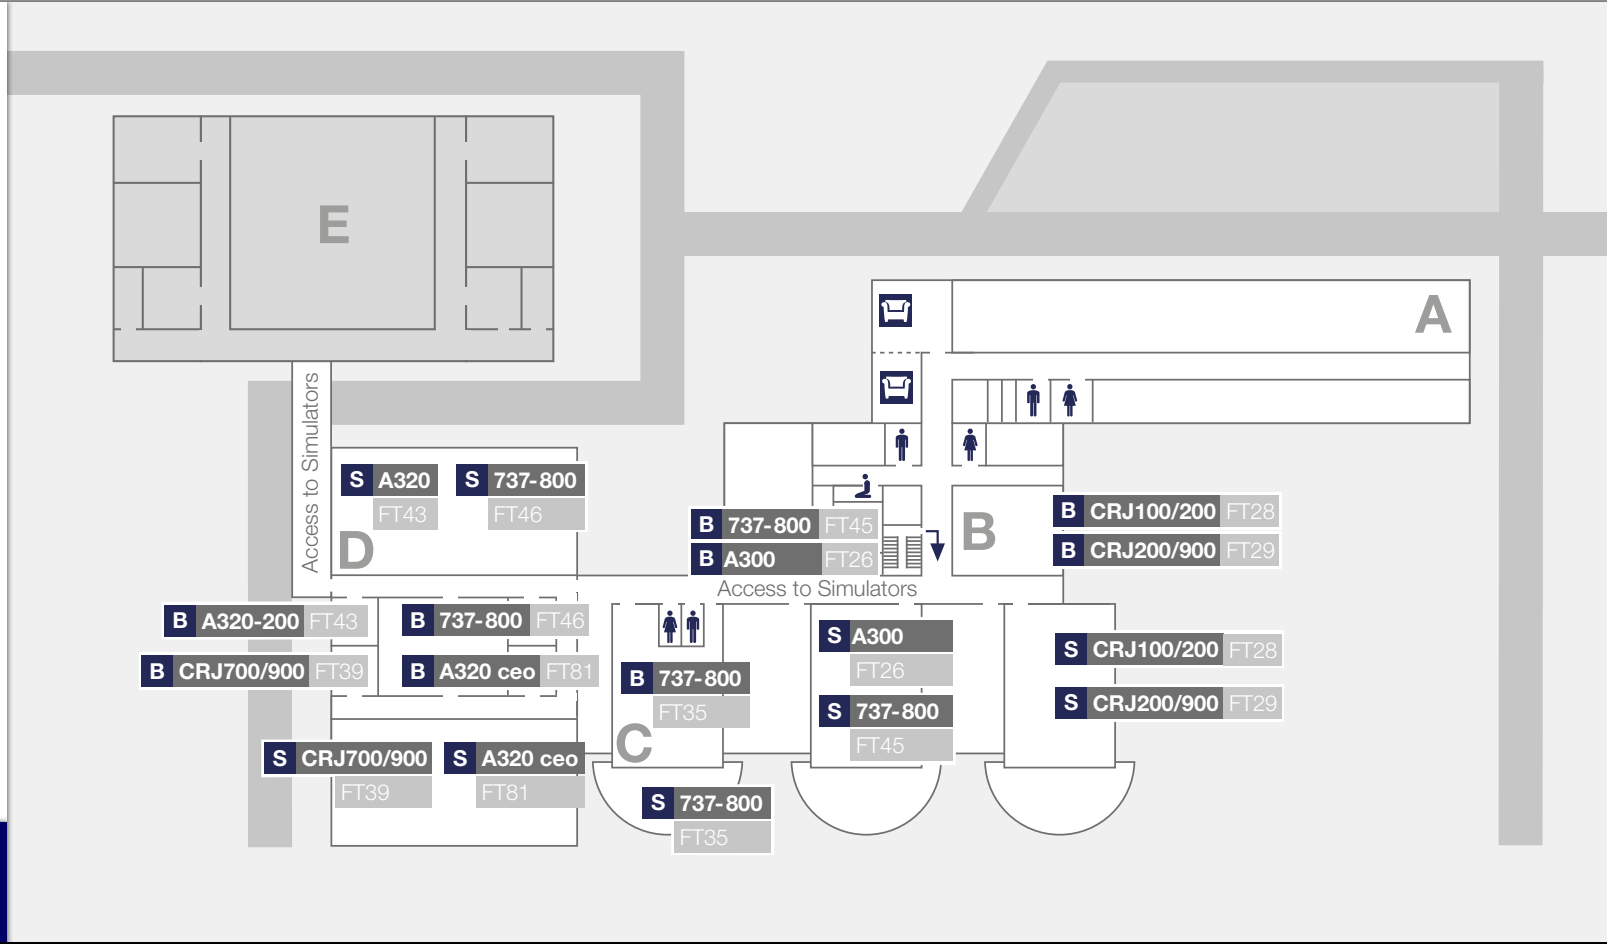 E
A
Access to Simulators
S A320
FT43
S 737-800
FT46
D
B 737-800 FT45
B A300 FT26
B
B CRJ100/200 FT28
B CRJ200/900 FT29
Access to Simulators
B A320-200 FT43
B 737-800 FT46
B CRJ700/900 FT39
B A320 ceo FT81
B 737-800
FT35
C
S A300
FT26
S 737-800
FT45
S CRJ100/200 FT28
S CRJ200/900 FT29
S CRJ700/900
FT39
S A320 ceo
FT81
S 737-800
FT35